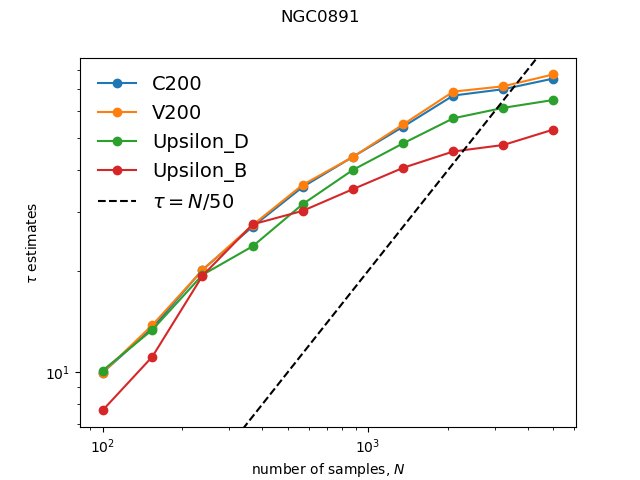 NGC0891
C200
V200
Upsilon_D
Upsilon_B
τ = N/50
τ estimates
10¹
10² 10³
number of samples, N